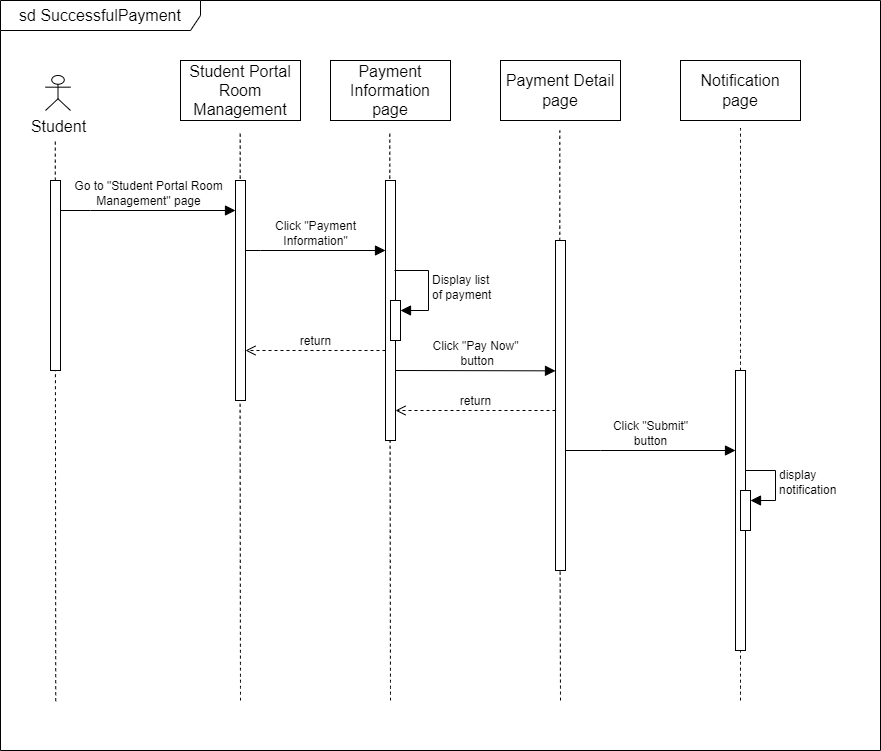 sd SuccessfulPayment
Student
Student Portal
Room
Management
Payment
Information
page
Payment Detail
page
Notification
page
Go to "Student Portal Room
Management" page
Click "Payment
Information"
Display list
of payment
return
Click "Pay Now"
button
return
Click "Submit"
button
display
notification